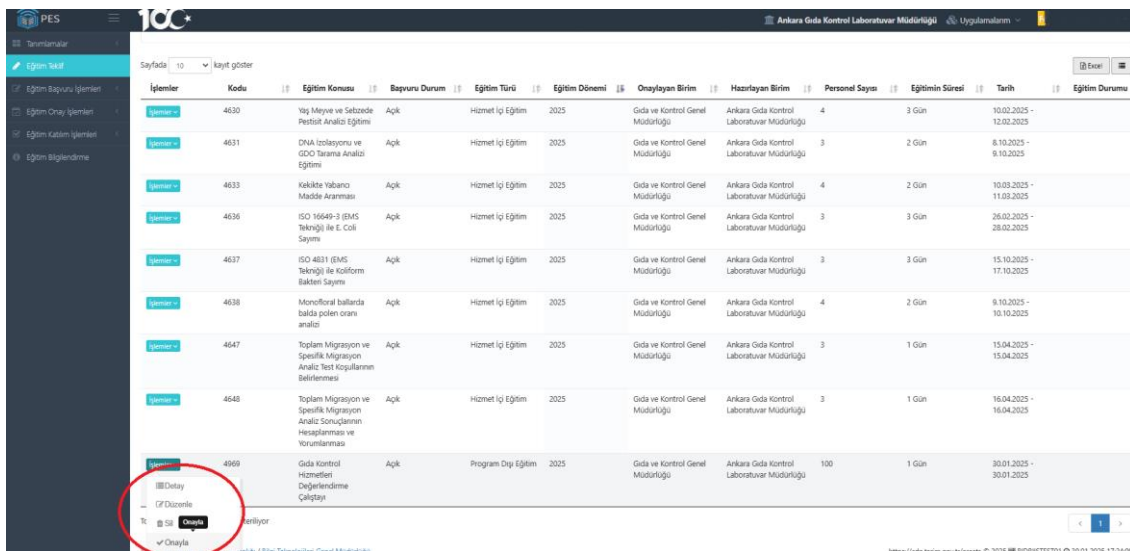 PES
100
Ankara Gıda Kontrol Laboratuvar Müdürlüğü Uygulamalarım
Tanımlamalar
Eğitim Teklif
Eğitim Başvuru İşlemleri
Eğitim Onay İşlemleri
Eğitim Katılım İşlemleri
Eğitim Bilgilendirme
Sayfada 10 kayıt göster
Excel
İşlemler Kodu Eğitim Konusu Başvuru Durum Eğitim Türü Eğitim Dönemi Onaylayan Birim Hazırlayan Birim Personel Sayısı Eğitimin Süresi Tarih Eğitim Durumu
İşlemler 4630 Yaş Meyve ve Sebzede Açık Hizmet İçi Eğitim 2025 Gıda ve Kontrol Genel Ankara Gıda Kontrol 4 3 Gün 10.02.2025 -
Pestisit Analizi Eğitimi Müdürlüğü Laboratuvar Müdürlüğü 12.02.2025
İşlemler 4631 DNA İzolasyonu ve Açık Hizmet İçi Eğitim 2025 Gıda ve Kontrol Genel Ankara Gıda Kontrol 3 2 Gün 8.10.2025 -
GDO Tarama Analizi Müdürlüğü Laboratuvar Müdürlüğü 9.10.2025
Eğitimi
İşlemler 4633 Kekikte Yabancı Açık Hizmet İçi Eğitim 2025 Gıda ve Kontrol Genel Ankara Gıda Kontrol 4 2 Gün 10.03.2025 -
Madde Aranması Müdürlüğü Laboratuvar Müdürlüğü 11.03.2025
İşlemler 4636 ISO 16649-3 (EMS Açık Hizmet İçi Eğitim 2025 Gıda ve Kontrol Genel Ankara Gıda Kontrol 3 3 Gün 26.02.2025 -
Tekniği) ile E. Coli Müdürlüğü Laboratuvar Müdürlüğü 28.02.2025
Sayımı
İşlemler 4637 ISO 4831 (EMS Açık Hizmet İçi Eğitim 2025 Gıda ve Kontrol Genel Ankara Gıda Kontrol 3 3 Gün 15.10.2025 -
Tekniği) ile Koliform Müdürlüğü Laboratuvar Müdürlüğü 17.10.2025
Bakteri Sayımı
İşlemler 4638 Monofloral ballarda Açık Hizmet İçi Eğitim 2025 Gıda ve Kontrol Genel Ankara Gıda Kontrol 4 2 Gün 9.10.2025 -
balda polen oranı Müdürlüğü Laboratuvar Müdürlüğü 10.10.2025
analizi
İşlemler 4647 Toplam Migrasyon ve Açık Hizmet İçi Eğitim 2025 Gıda ve Kontrol Genel Ankara Gıda Kontrol 3 1 Gün 15.04.2025 -
Spesifik Migrasyon Müdürlüğü Laboratuvar Müdürlüğü 15.04.2025
Analiz Test Koşullarının
Belirlenmesi
İşlemler 4648 Toplam Migrasyon ve Açık Hizmet İçi Eğitim 2025 Gıda ve Kontrol Genel Ankara Gıda Kontrol 3 1 Gün 16.04.2025 -
Spesifik Migrasyon Müdürlüğü Laboratuvar Müdürlüğü 16.04.2025
Analiz Sonuçlarının
Hesaplanması ve
Yorumlanması
İşlemler 4969 Gıda Kontrol Açık Program Dışı Eğitim 2025 Gıda ve Kontrol Genel Ankara Gıda Kontrol 100 1 Gün 30.01.2025 -
Hizmetleri Müdürlüğü Laboratuvar Müdürlüğü 30.01.2025
Değerlendirme
Çalıştayı
Detay
Düzenle
Sil Onayla
Onayla
1